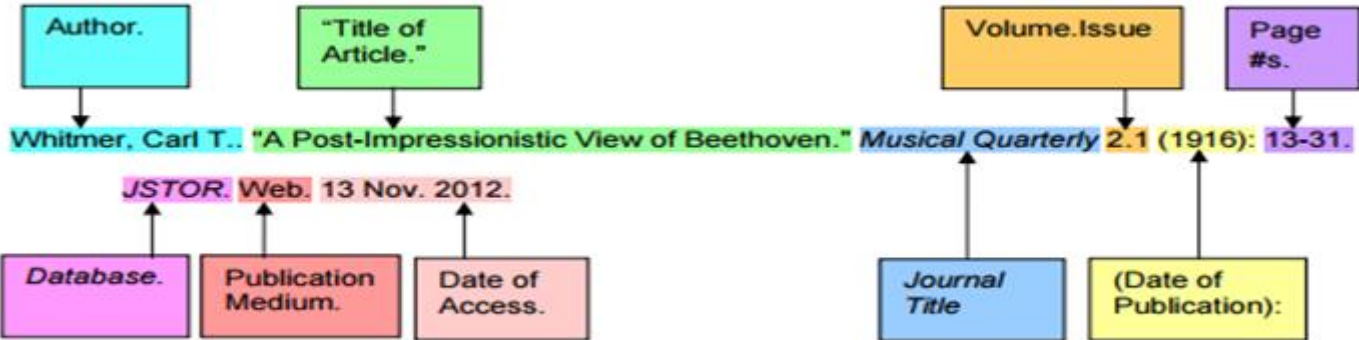 Author.
"Title of
Article."
Volume.Issue
Page
#s.
Whitmer, Carl T.. "A Post-Impressionistic View of Beethoven." Musical Quarterly 2.1 (1916): 13-31.
JSTOR. Web. 13 Nov. 2012.
Database.
Publication
Medium.
Date of
Access.
Journal
Title
(Date of
Publication):